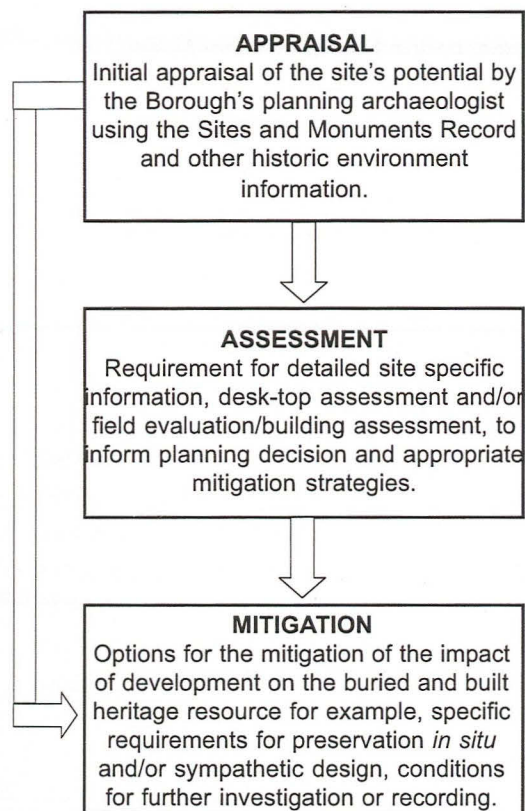 APPRAISAL
Initial appraisal of the site's potential by
the Borough's planning archaeologist
using the Sites and Monuments Record
and other historic environment
information.
ASSESSMENT
Requirement for detailed site specific
information, desk-top assessment and/or
field evaluation/building assessment, to
inform planning decision and appropriate
mitigation strategies.
MITIGATION
Options for the mitigation of the impact
of development on the buried and built
heritage resource for example, specific
requirements for preservation in situ
and/or sympathetic design, conditions
for further investigation or recording.